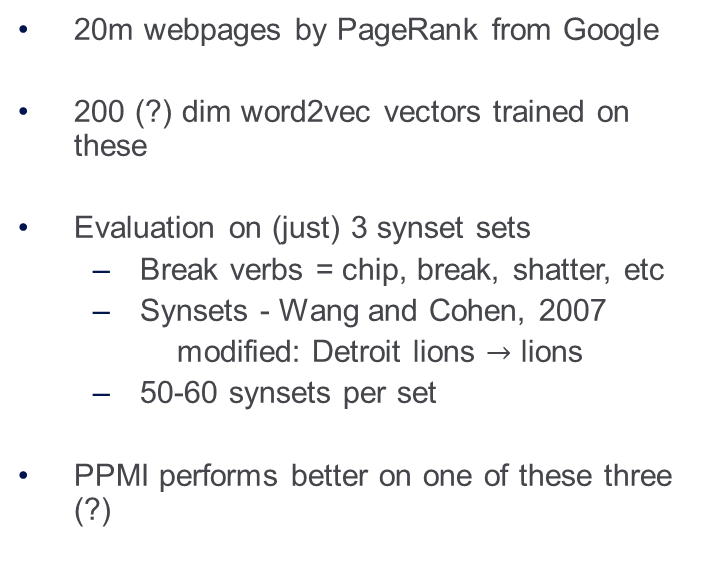 • 20m webpages by PageRank from Google
• 200 (?) dim word2vec vectors trained on
these
• Evaluation on (just) 3 synset sets
– Break verbs = chip, break, shatter, etc
– Synsets - Wang and Cohen, 2007
modified: Detroit lions → lions
– 50-60 synsets per set
• PPMI performs better on one of these three
(?)